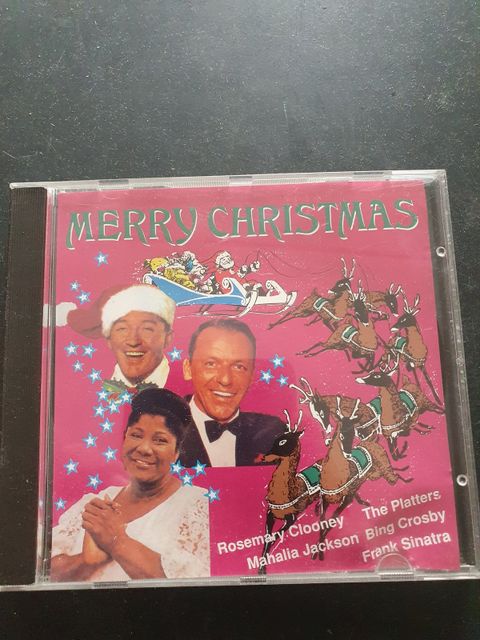 MERRY CHRISTMAS
Rosemary Clooney The Platters
Mahalia Jackson Bing Crosby
Frank Sinatra